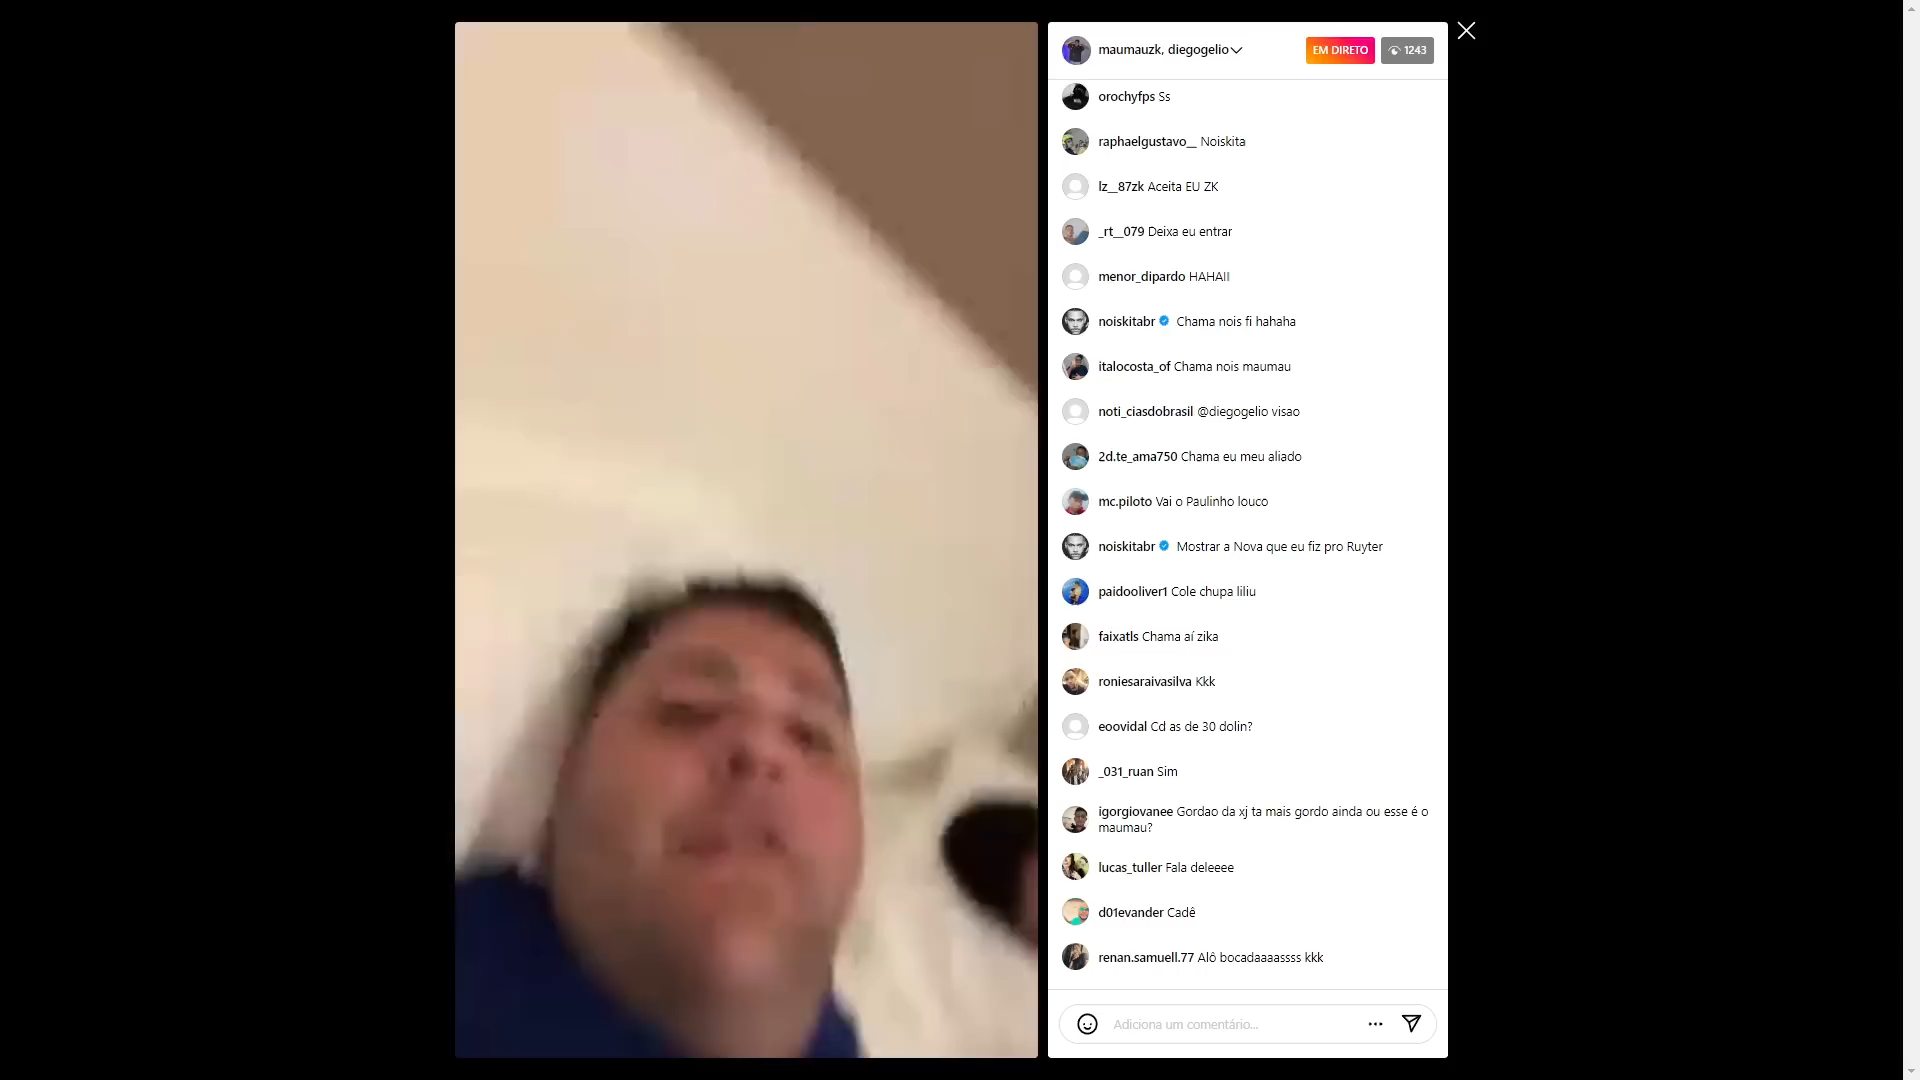 maumauzk, diegogelio
EM DIRETO
1243
orochyfps Ss
raphaelgustavo__ Noiskita
lz__87zk Aceita EU ZK
_rt__079 Deixa eu entrar
menor_dipardo HAHAII
noiskitabr Chama nois fi hahaha
italocosta_of Chama nois maumau
noti_ciasdobrasil @diegogelio visao
2d.te_ama750 Chama eu meu aliado
mc.piloto Vai o Paulinho louco
noiskitabr Mostrar a Nova que eu fiz pro Ruyter
paidooliver1 Cole chupa liliu
faixatls Chama aí zika
roniesaraivasilva Kkk
eoovidal Cd as de 30 dolin?
_031_ruan Sim
igorgiovanee Gordao da xj ta mais gordo ainda ou esse é o
maumau?
lucas_tuller Fala deleeee
d01evander Cadê
renan.samuell.77 Alô bocadaaaassss kkk
Adiciona um comentário...